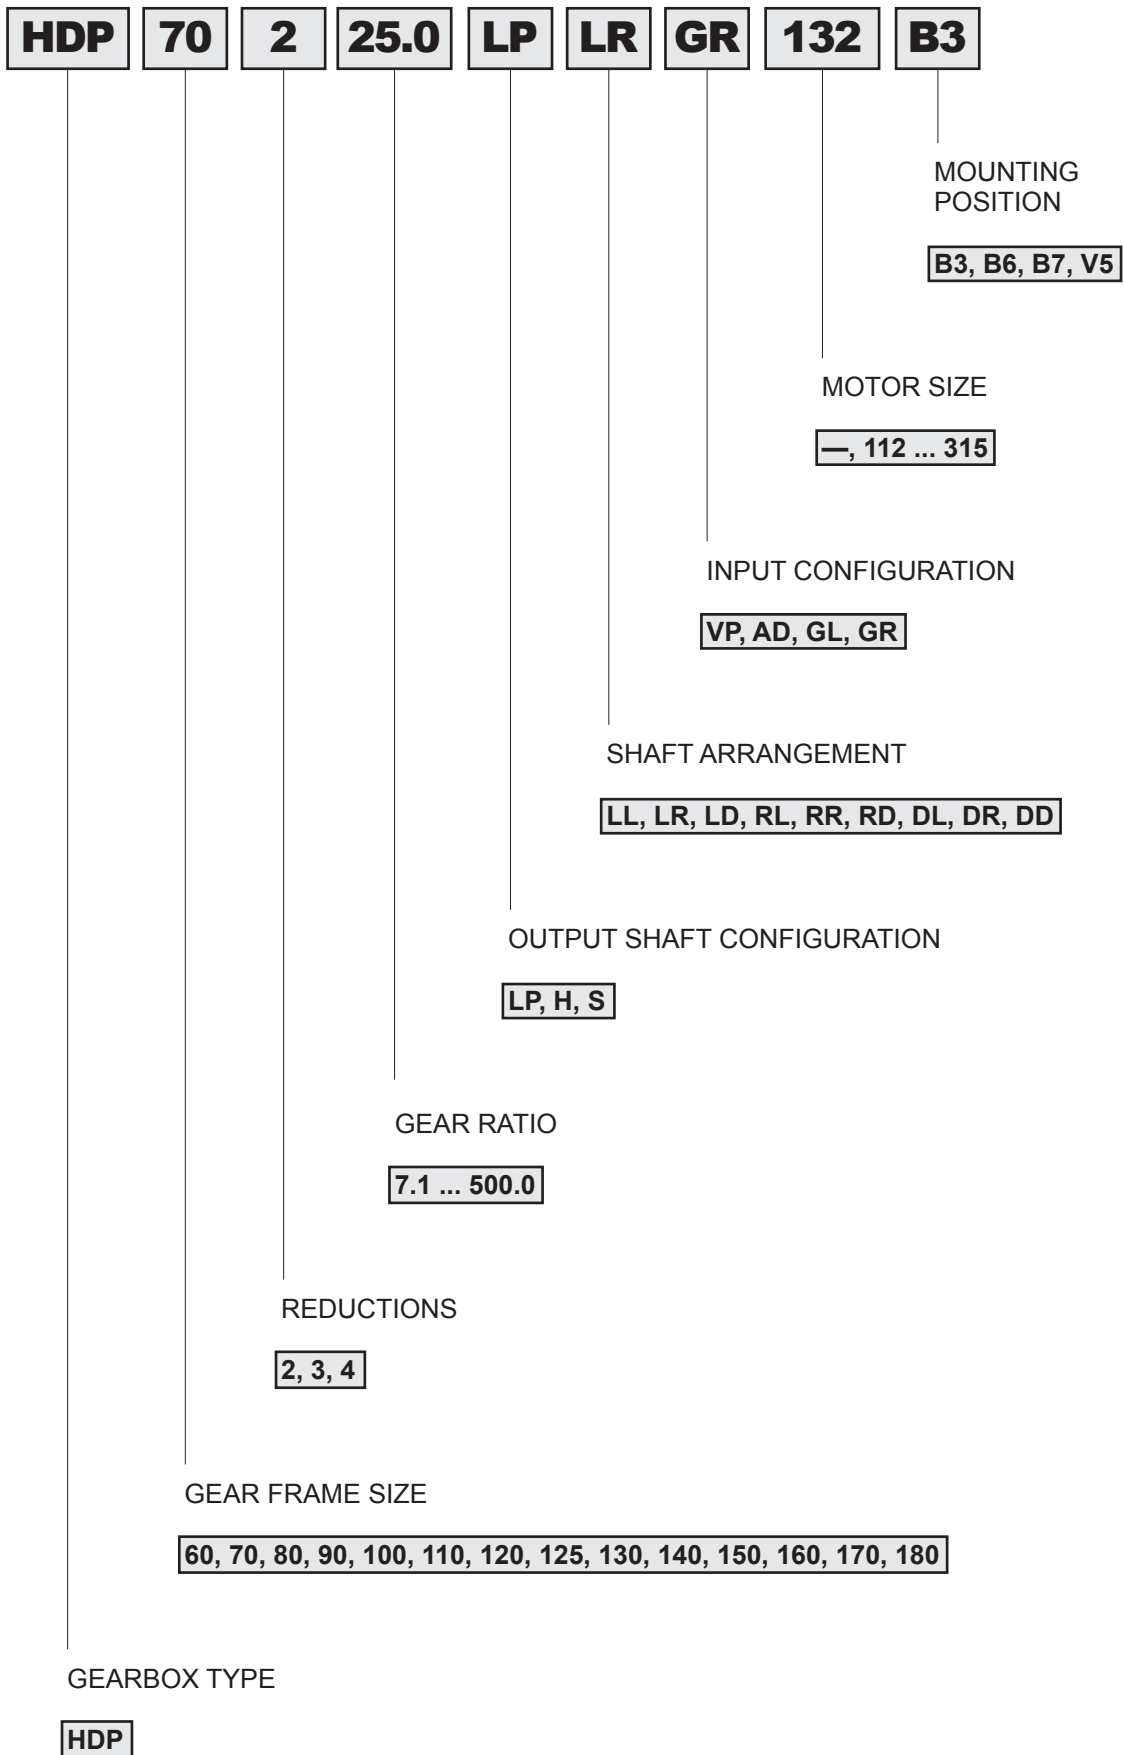 HDP 70 2 25.0 LP LR GR 132 B3
MOUNTING
POSITION
B3, B6, B7, V5
MOTOR SIZE
—, 112 ... 315
INPUT CONFIGURATION
VP, AD, GL, GR
SHAFT ARRANGEMENT
LL, LR, LD, RL, RR, RD, DL, DR, DD
OUTPUT SHAFT CONFIGURATION
LP, H, S
GEAR RATIO
7.1 ... 500.0
REDUCTIONS
2, 3, 4
GEAR FRAME SIZE
60, 70, 80, 90, 100, 110, 120, 125, 130, 140, 150, 160, 170, 180
GEARBOX TYPE
HDP